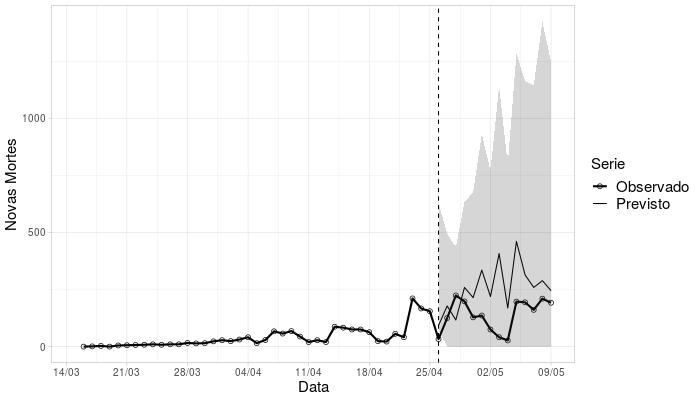 Novas Mortes
1000
500
0
14/03 21/03 28/03 04/04 11/04 18/04 25/04 02/05 09/05
Data
Serie
Observado
Previsto